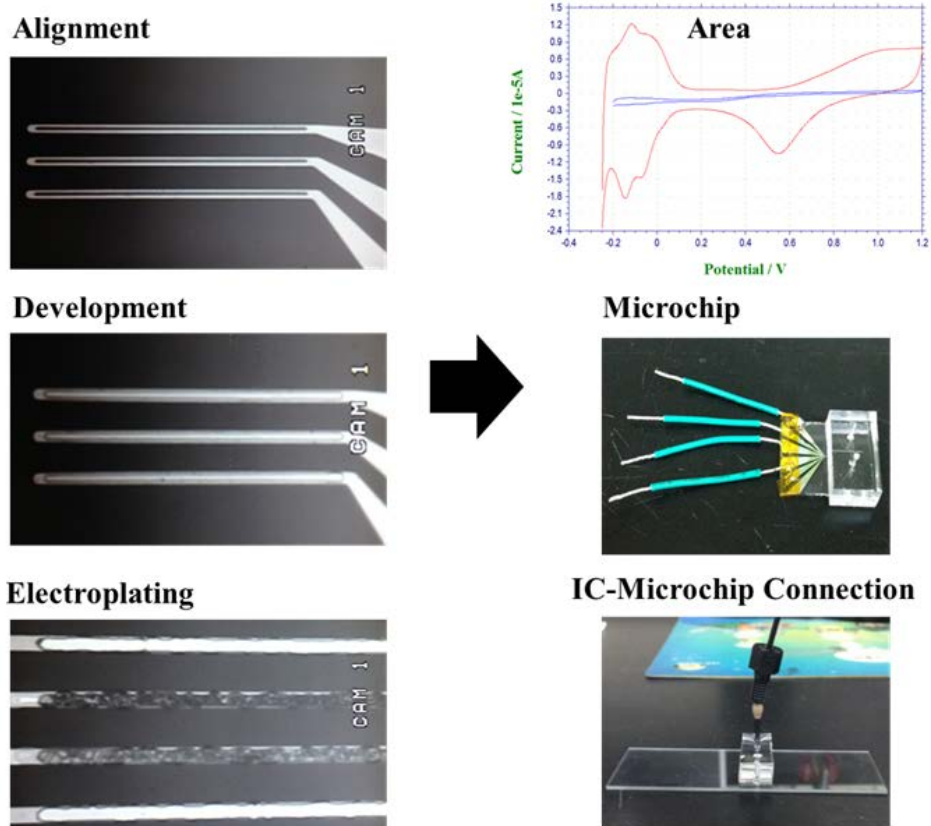 Alignment
CAM 1
Area
Current / 1e-5A
1.5
1.2
0.9
0.6
0.3
0
-0.3
-0.6
-0.9
-1.2
-1.5
-1.8
-2.1
-2.4
-0.4
-0.2
0
0.2
0.4
0.6
0.8
1.0
1.2
Potential / V
Development
CAM 1
Microchip
Electroplating
CAM 1
IC-Microchip Connection